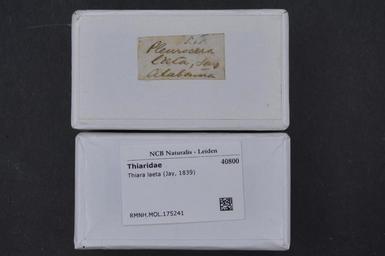 Pleurocera
laeta, Jay
Alabama
NCB Naturalis - Leiden
Thiaridae
40800
Thiara laeta (Jay, 1839)
RMNH.MOL.175241